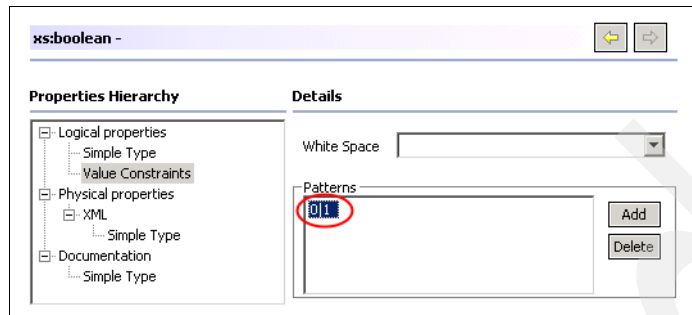 xs:boolean -
Properties Hierarchy
Details
Logical properties
Simple Type
Value Constraints
Physical properties
XML
Simple Type
Documentation
Simple Type
White Space
Patterns
0|1
Add
Delete